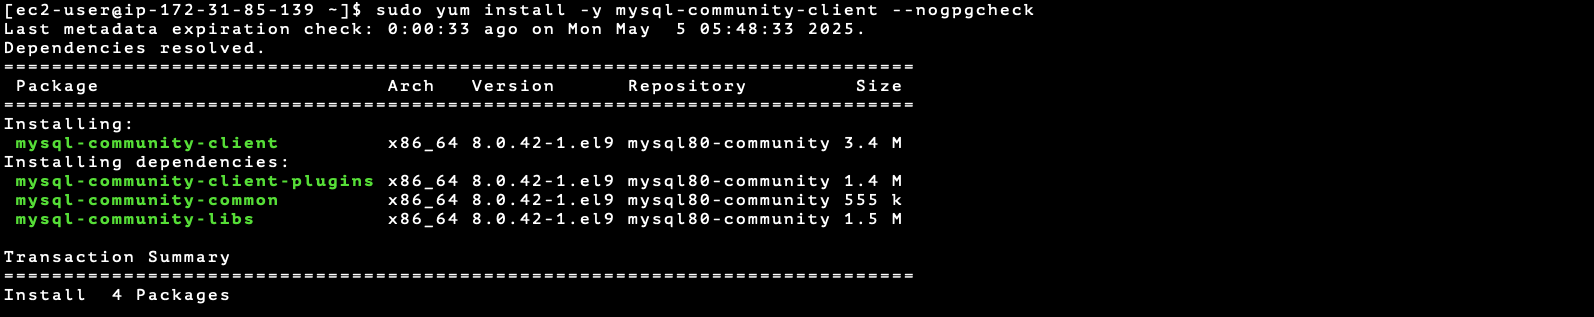 [ec2-user@ip-172-31-85-139 ~]$ sudo yum install -y mysql-community-client --nogpgcheck
Last metadata expiration check: 0:00:33 ago on Mon May  5 05:48:33 2025.
Dependencies resolved.
============================================================================
 Package                        Arch   Version      Repository         Size
============================================================================
Installing:
 mysql-community-client         x86_64 8.0.42-1.el9 mysql80-community 3.4 M
Installing dependencies:
 mysql-community-client-plugins x86_64 8.0.42-1.el9 mysql80-community 1.4 M
 mysql-community-common         x86_64 8.0.42-1.el9 mysql80-community 555 k
 mysql-community-libs           x86_64 8.0.42-1.el9 mysql80-community 1.5 M

Transaction Summary
============================================================================
Install  4 Packages